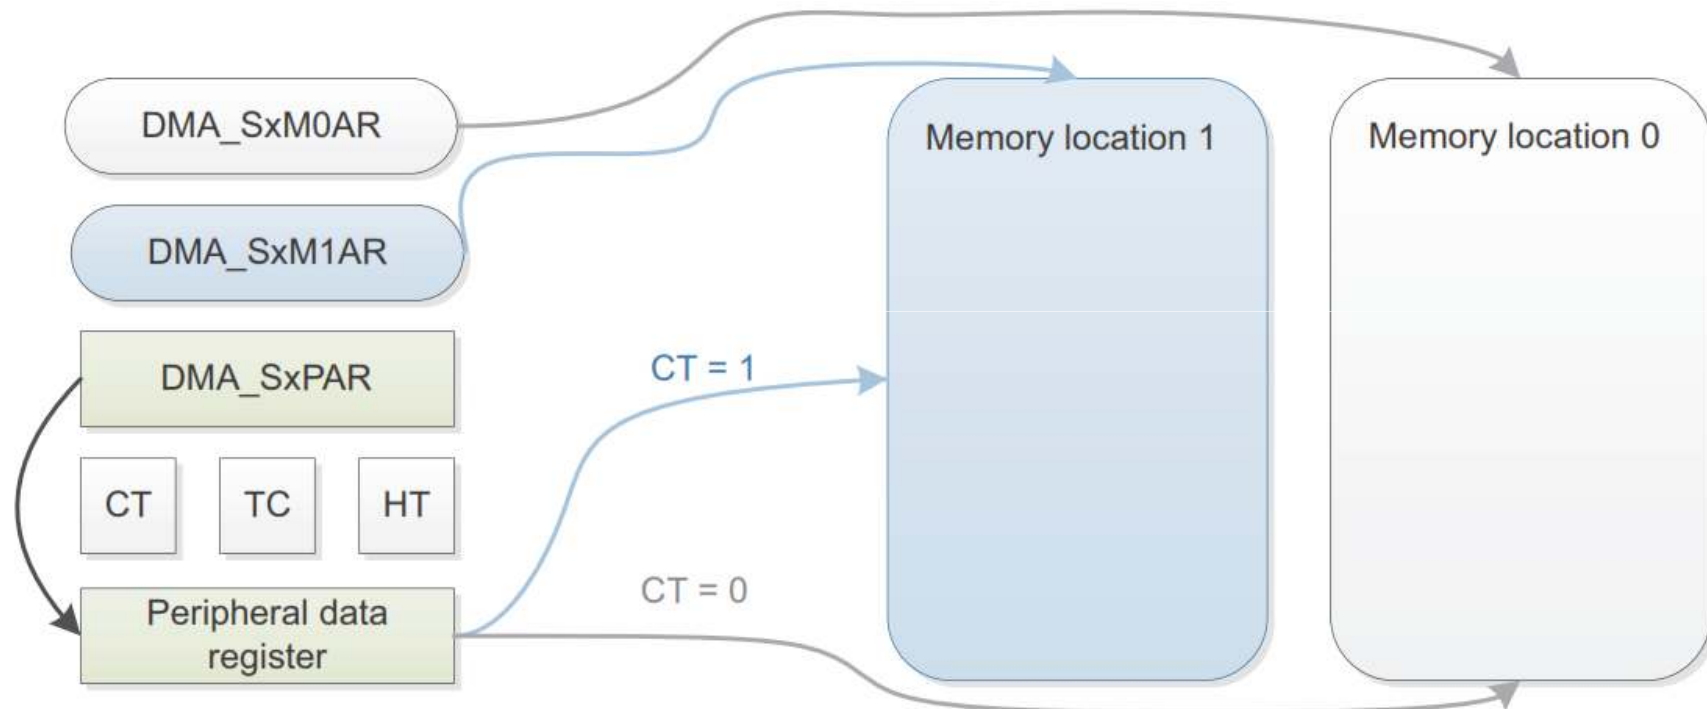 DMA_SxM0AR
Memory location 1
Memory location 0
DMA_SxM1AR
DMA_SxPAR
CT = 1
CT
TC
HT
CT = 0
Peripheral data
register